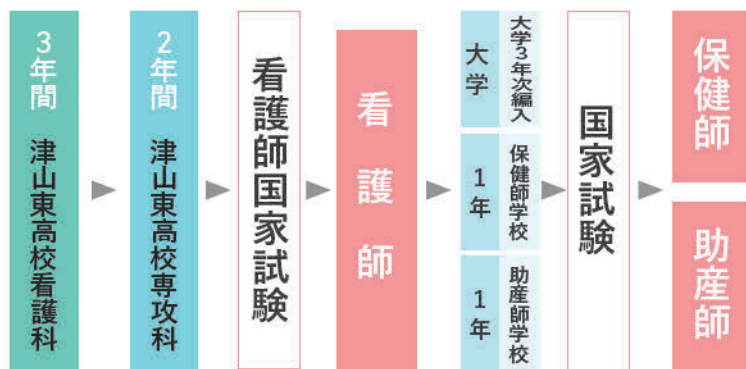 3年間 津山東高校看護科
2年間 津山東高校専攻科
看護師国家試験
看護師
大学
大学3年次編入
1年
保健師学校
1年
助産師学校
国家試験
保健師
助産師